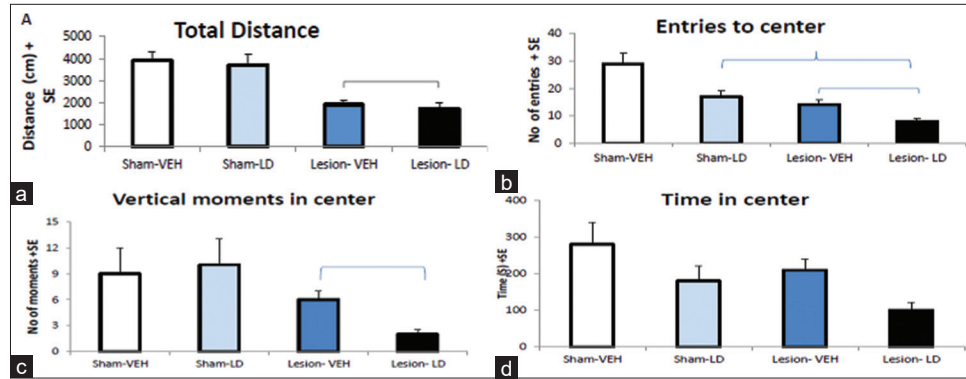 A
Total Distance
Distance (cm) +
SE
5000
4000
3000
2000
1000
0
Sham-VEH Sham-LD Lesion- VEH Lesion- LD
a
Entries to center
No of entries +SE
40
30
20
10
0
Sham-VEH Sham-LD Lesion- VEH Lesion- LD
b
Vertical moments in center
No of moments +SE
15
12
9
6
3
0
Sham-VEH Sham-LD Lesion- VEH Lesion- LD
c
Time in center
Time (S) +SE
400
300
200
100
0
Sham-VEH Sham-LD Lesion- VEH Lesion- LD
d